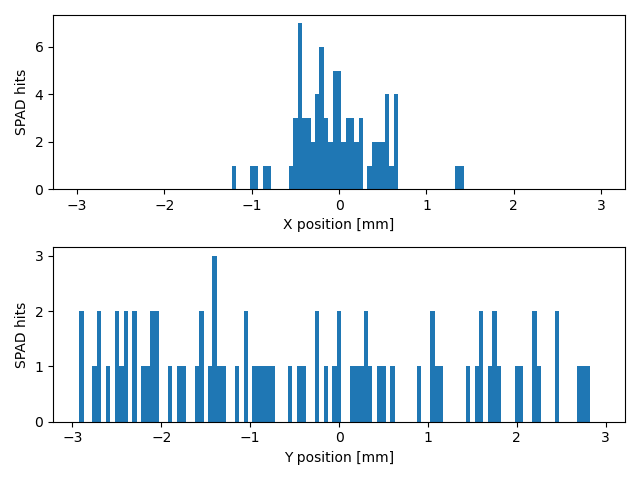 6
4
2
0
SPAD hits
−3 −2 −1 0 1 2 3
X position [mm]
3
2
1
0
SPAD hits
−3 −2 −1 0 1 2 3
Y position [mm]